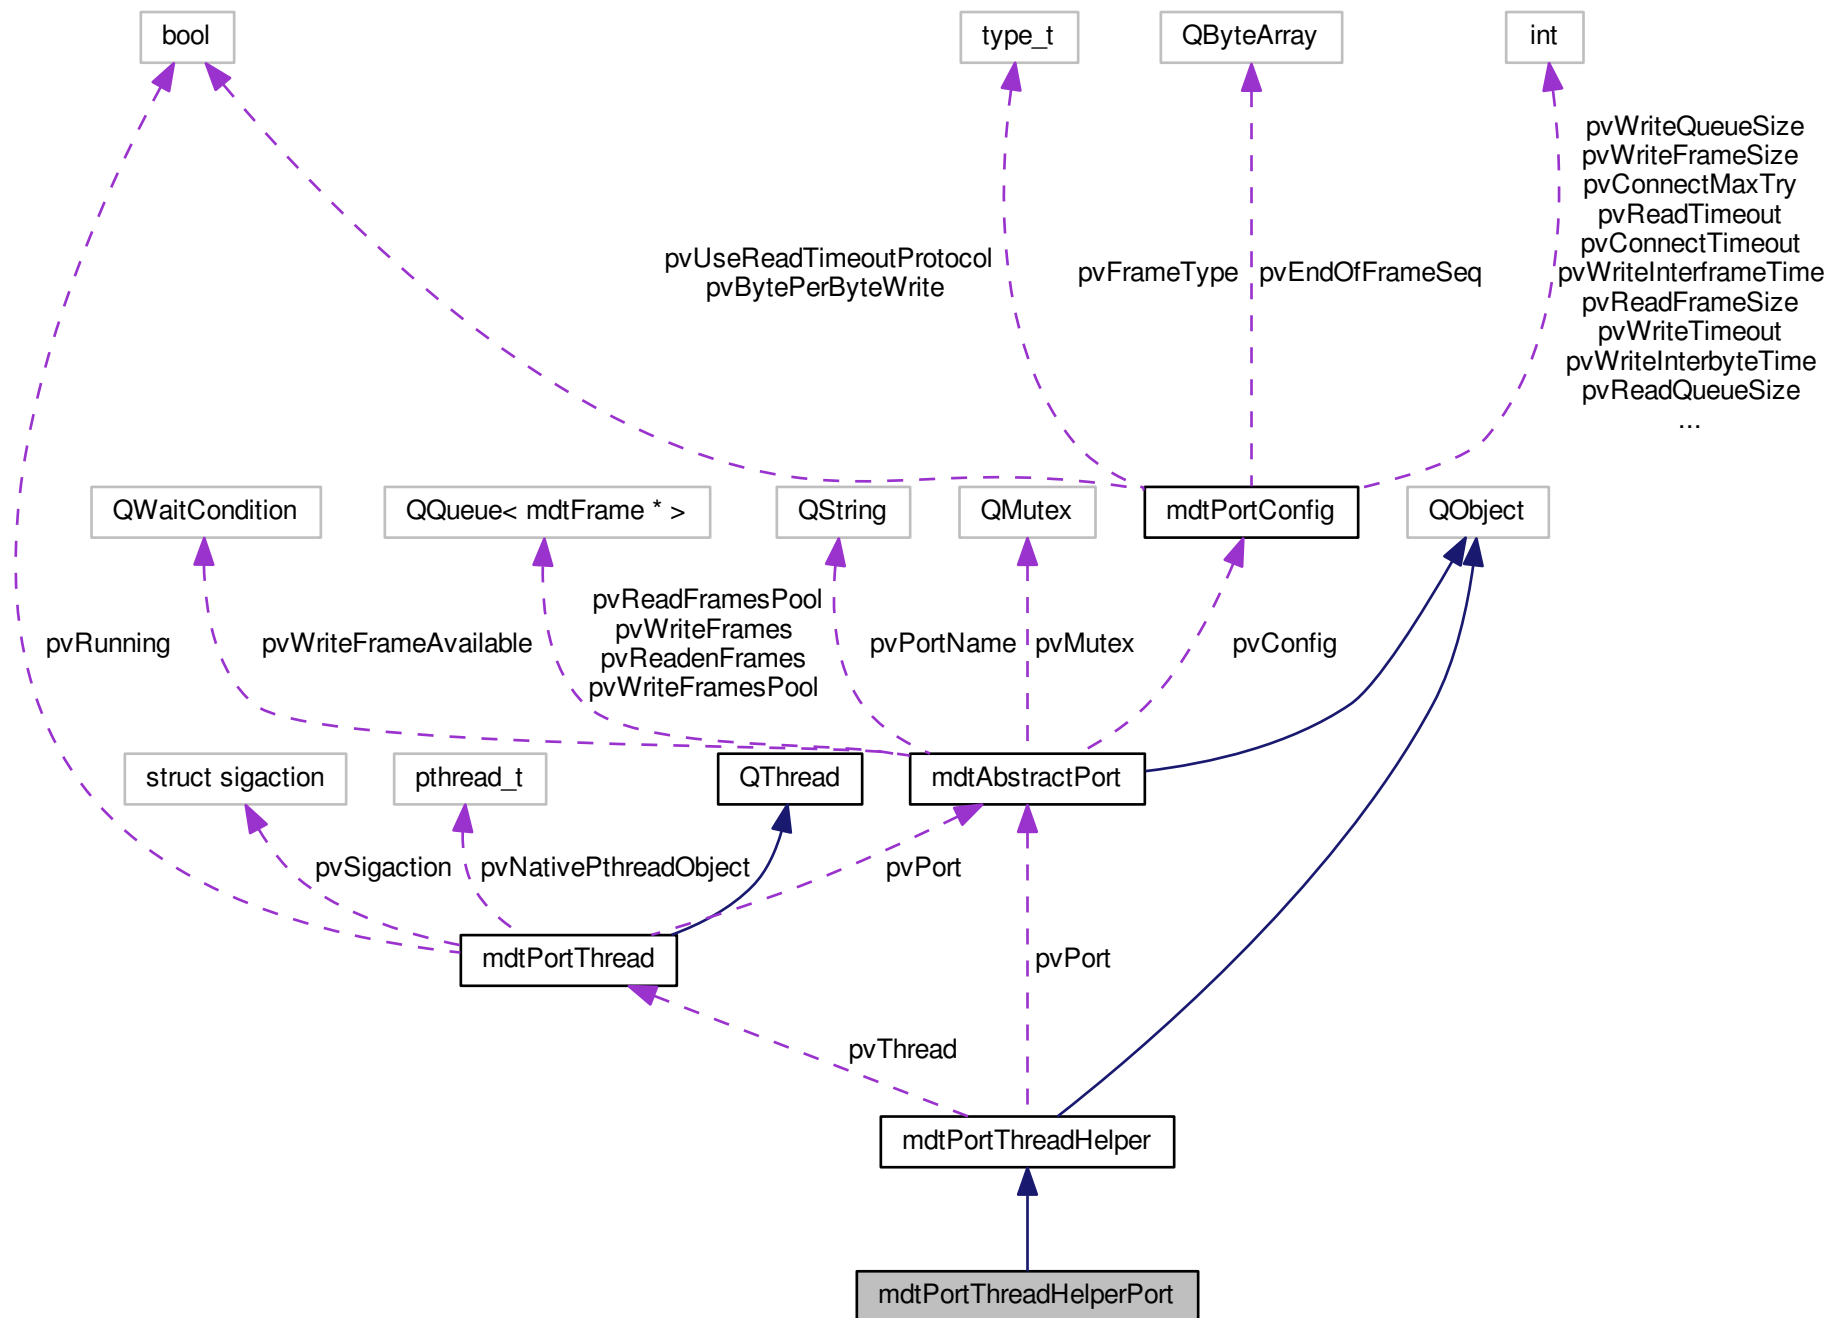 bool
type_t
QByteArray
int
pvWriteQueueSize
pvWriteFrameSize
pvConnectMaxTry
pvReadTimeout
pvConnectTimeout
pvWriteInterframeTime
pvReadFrameSize
pvWriteTimeout
pvWriteInterbyteTime
pvReadQueueSize
...
pvUseReadTimeoutProtocol
pvBytePerByteWrite
pvFrameType
pvEndOfFrameSeq
QWaitCondition
QQueue< mdtFrame * >
QString
QMutex
mdtPortConfig
QObject
pvRunning
pvWriteFrameAvailable
pvReadFramesPool
pvWriteFrames
pvReadenFrames
pvWriteFramesPool
pvPortName
pvMutex
pvConfig
struct sigaction
pthread_t
QThread
mdtAbstractPort
pvSigaction
pvNativePthreadObject
pvPort
mdtPortThread
pvPort
pvThread
mdtPortThreadHelper
mdtPortThreadHelperPort